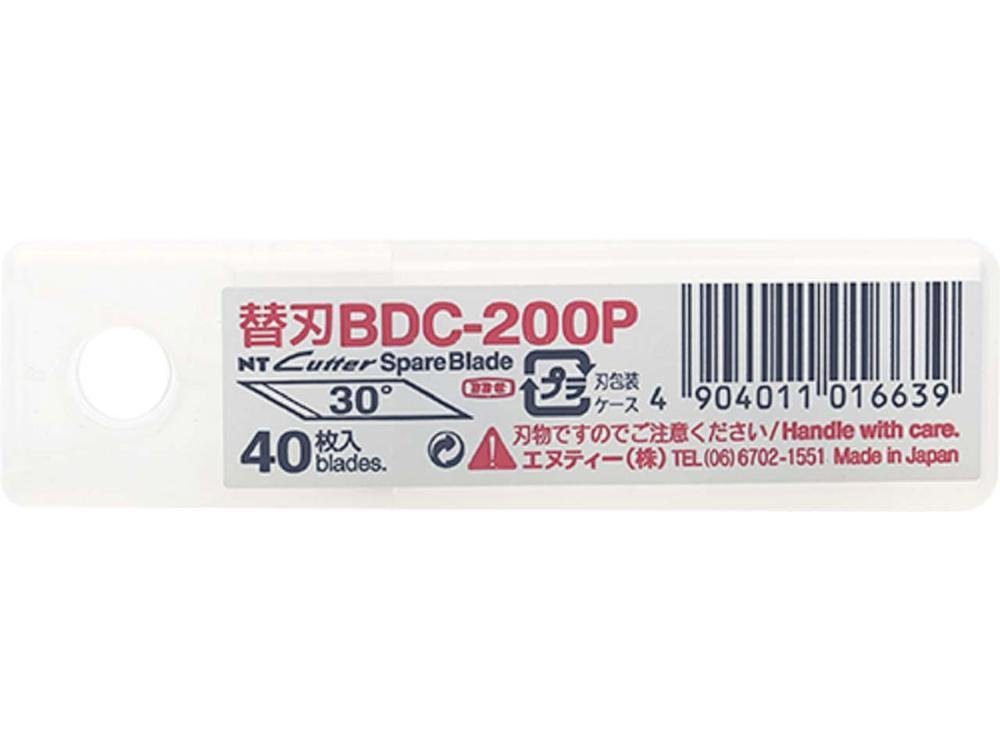 替刃BDC-200P
NT Cutter Spare Blade
30°
プラ
刃包装
ケース
4 904011 016639
40枚入
blades.
刃物ですのでご注意ください/Handle with care.
エヌティー(株) TEL(06)6702-1551 Made in Japan